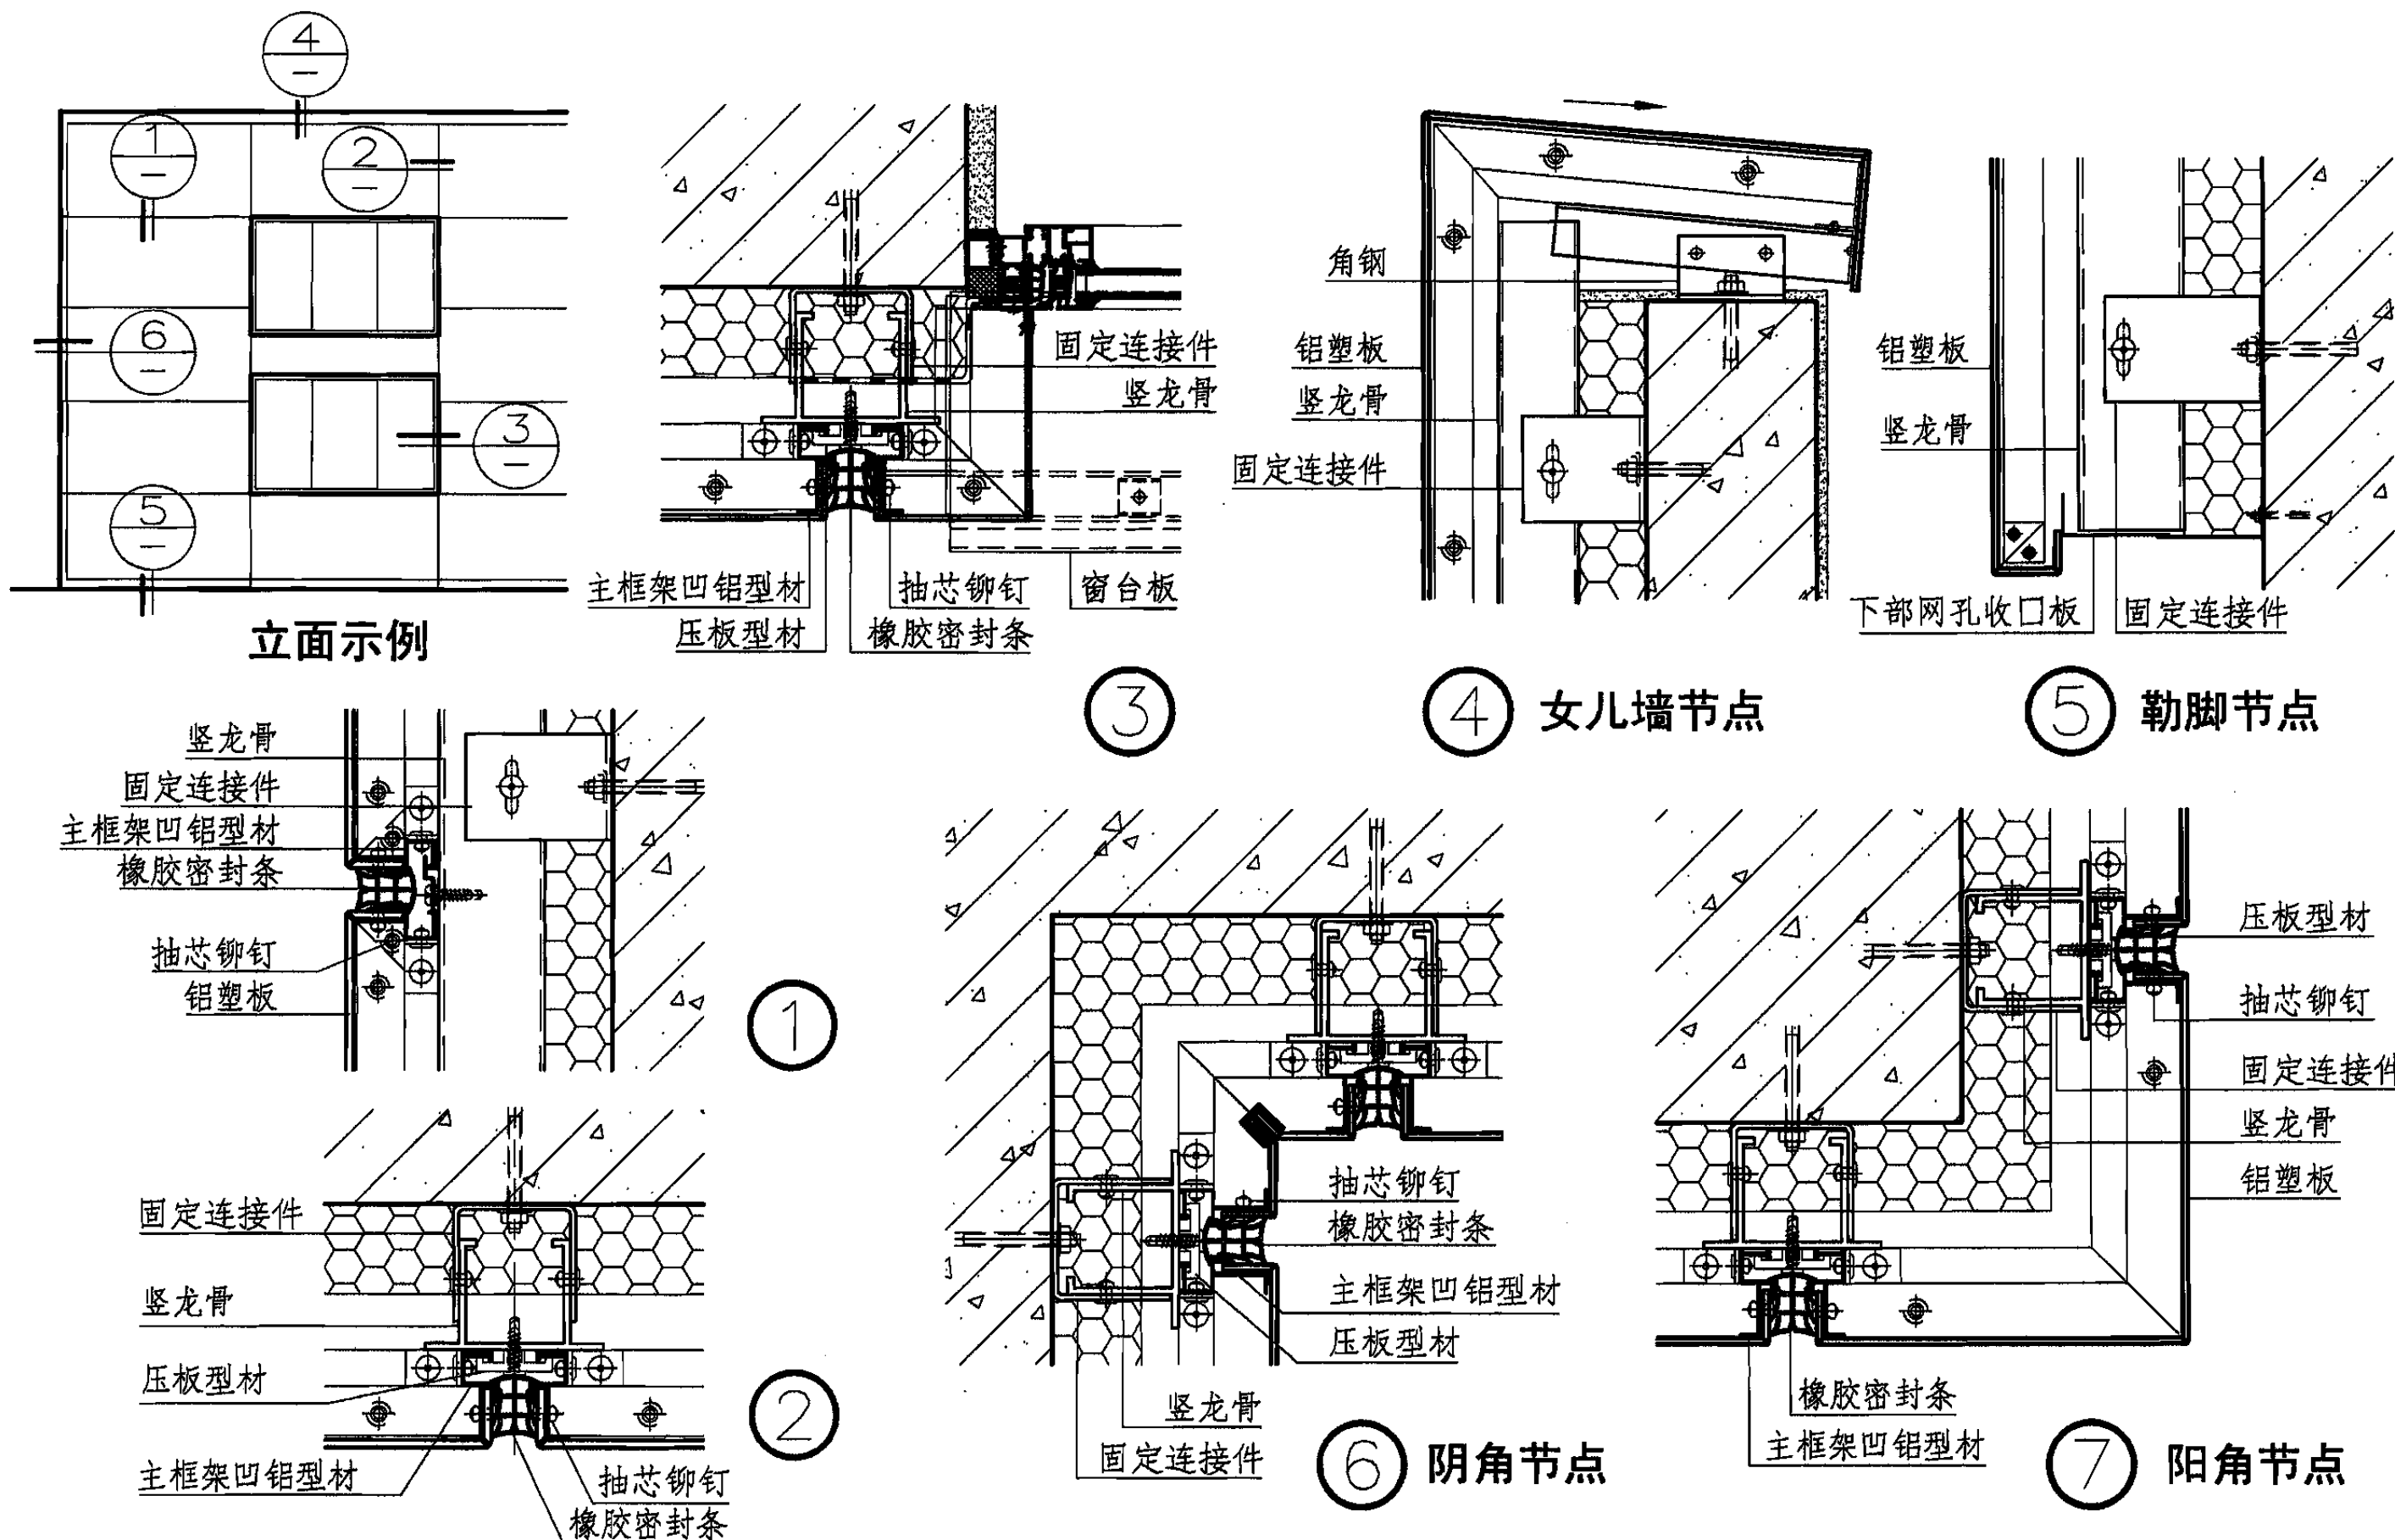 4
1
2
6
3
5
立面示例
固定连接件
竖龙骨
主框架凹铝型材
抽芯铆钉
窗台板
压板型材
橡胶密封条
3
角钢
铝塑板
竖龙骨
固定连接件
4 女儿墙节点
铝塑板
竖龙骨
下部网孔收口板
固定连接件
5 勒脚节点
竖龙骨
固定连接件
主框架凹铝型材
橡胶密封条
抽芯铆钉
铝塑板
1
固定连接件
竖龙骨
压板型材
主框架凹铝型材
抽芯铆钉
橡胶密封条
2
抽芯铆钉
橡胶密封条
主框架凹铝型材
压板型材
竖龙骨
固定连接件
6 阴角节点
压板型材
抽芯铆钉
固定连接件
竖龙骨
铝塑板
橡胶密封条
主框架凹铝型材
7 阳角节点